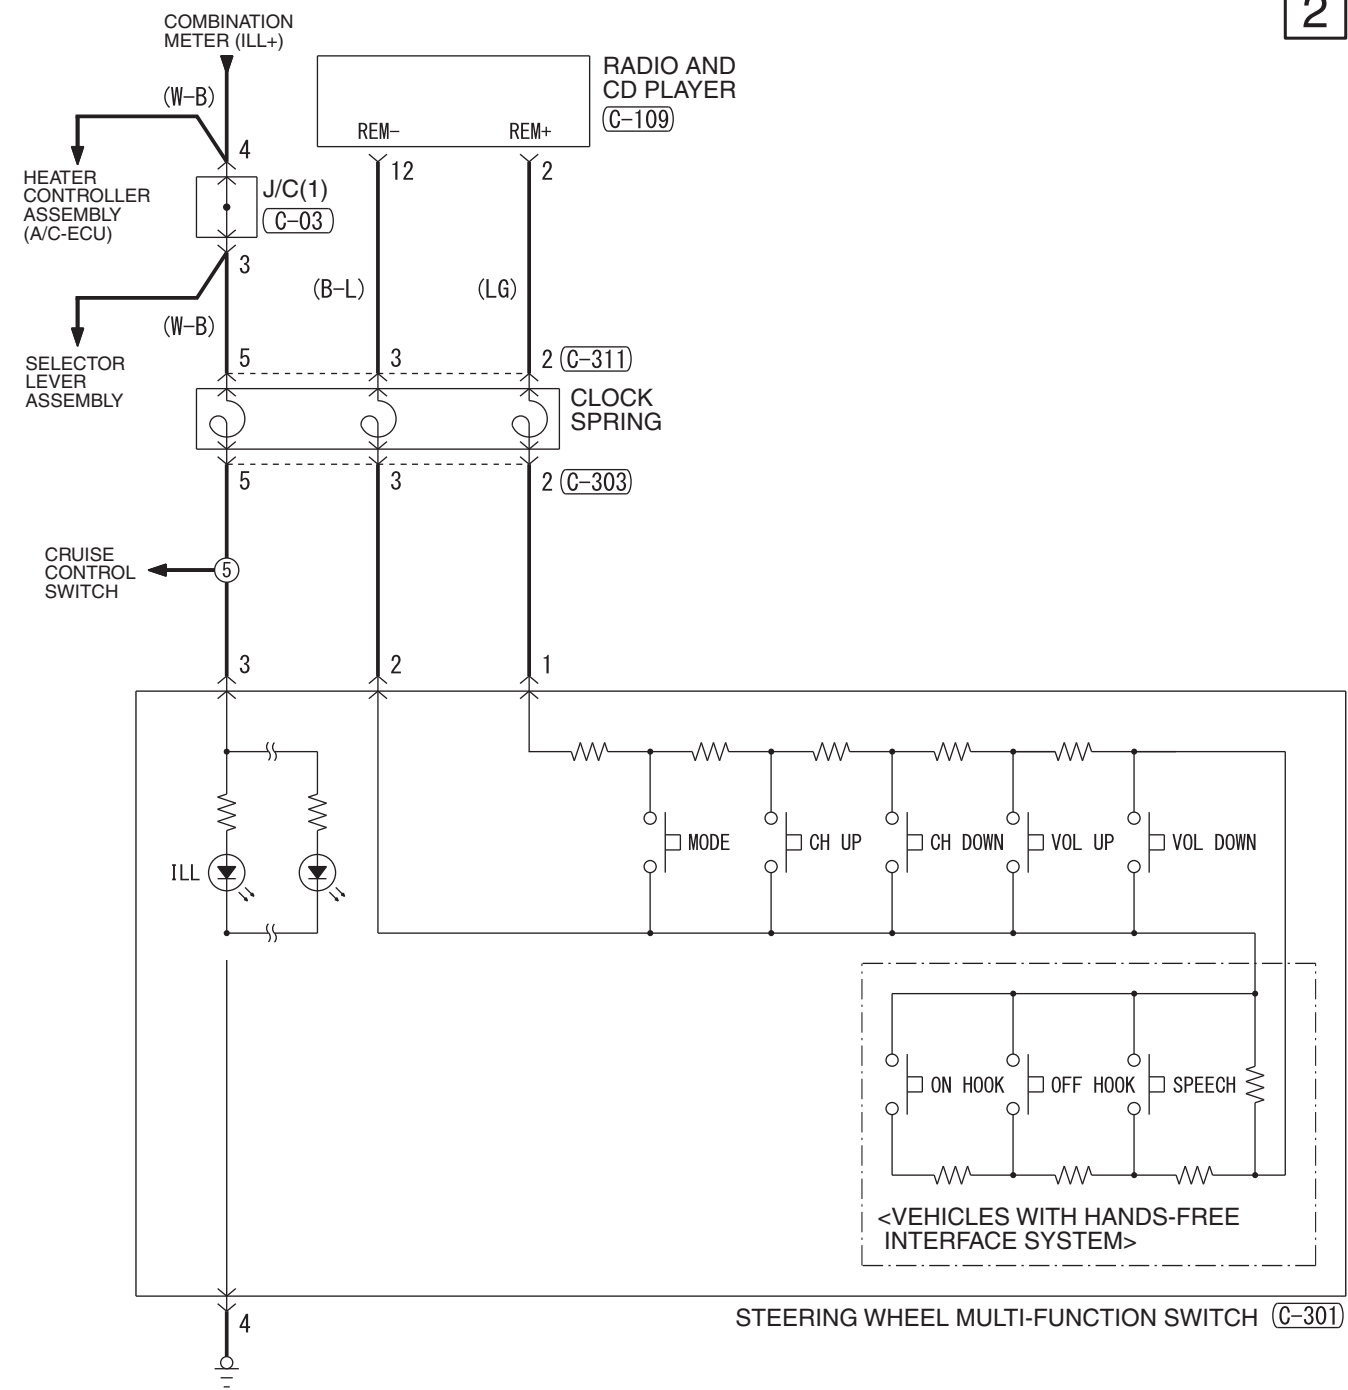 2
COMBINATION
METER (ILL+)
(W-B)
4
HEATER
CONTROLLER
ASSEMBLY
(A/C-ECU)
J/C(1)
C-03
3
(W-B)
SELECTOR
LEVER
ASSEMBLY
RADIO AND
CD PLAYER
C-109
REM- REM+
12 2
(B-L) (LG)
5 3 2 C-311
CLOCK
SPRING
5 3 2 C-303
CRUISE
CONTROL
SWITCH
5
3 2 1
ILL
MODE CH UP CH DOWN VOL UP VOL DOWN
ON HOOK OFF HOOK SPEECH
<VEHICLES WITH HANDS-FREE
INTERFACE SYSTEM>
STEERING WHEEL MULTI-FUNCTION SWITCH C-301
4